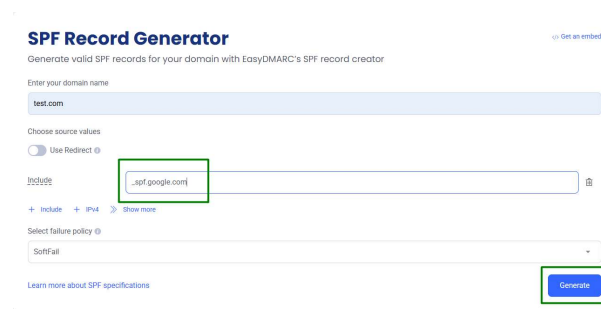 SPF Record Generator
</> Get an embed
Generate valid SPF records for your domain with EasyDMARC's SPF record creator
Enter your domain name
test.com
Choose source values
Use Redirect
Include
_spf.google.com
+ Include + IPv4 Show more
Select failure policy
SoftFail
Learn more about SPF specifications
Generate